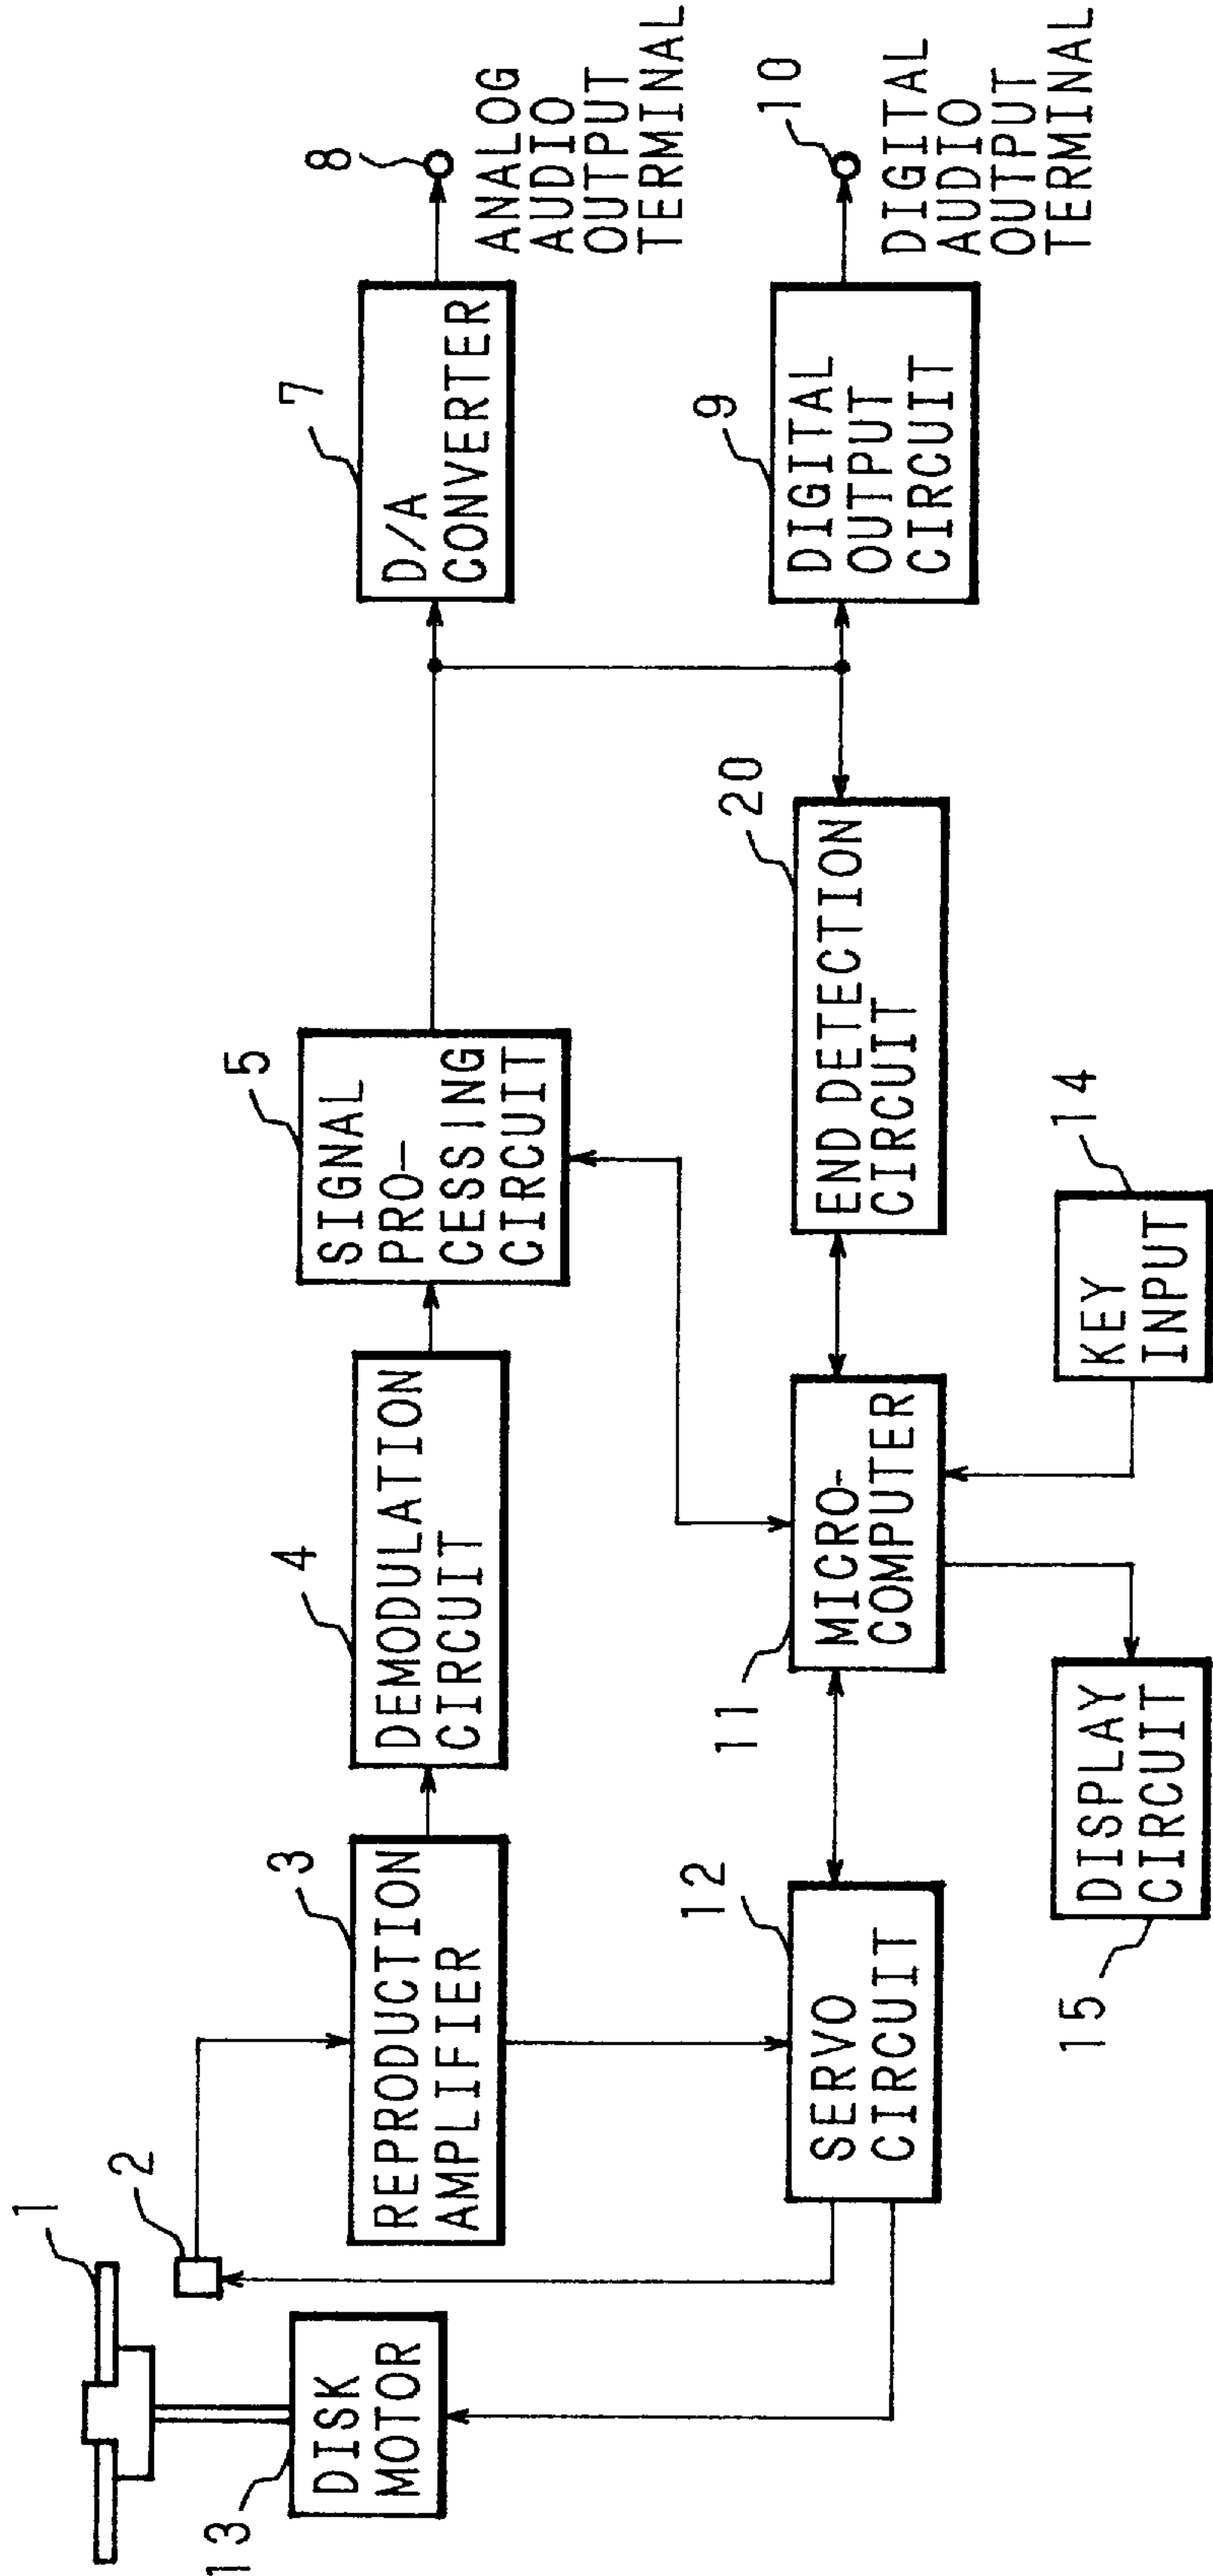 1
2
13
DISK
MOTOR
3
REPRODUCTION
AMPLIFIER
4
DEMODULATION
CIRCUIT
5
SIGNAL
PRO-
CESSING
CIRCUIT
7
D/A
CONVERTER
8
ANALOG
AUDIO
OUTPUT
TERMINAL
12
SERVO
CIRCUIT
11
MICRO-
COMPUTER
20
END DETECTION
CIRCUIT
9
DIGITAL
OUTPUT
CIRCUIT
10
DIGITAL
AUDIO
OUTPUT
TERMINAL
15
DISPLAY
CIRCUIT
14
KEY
INPUT